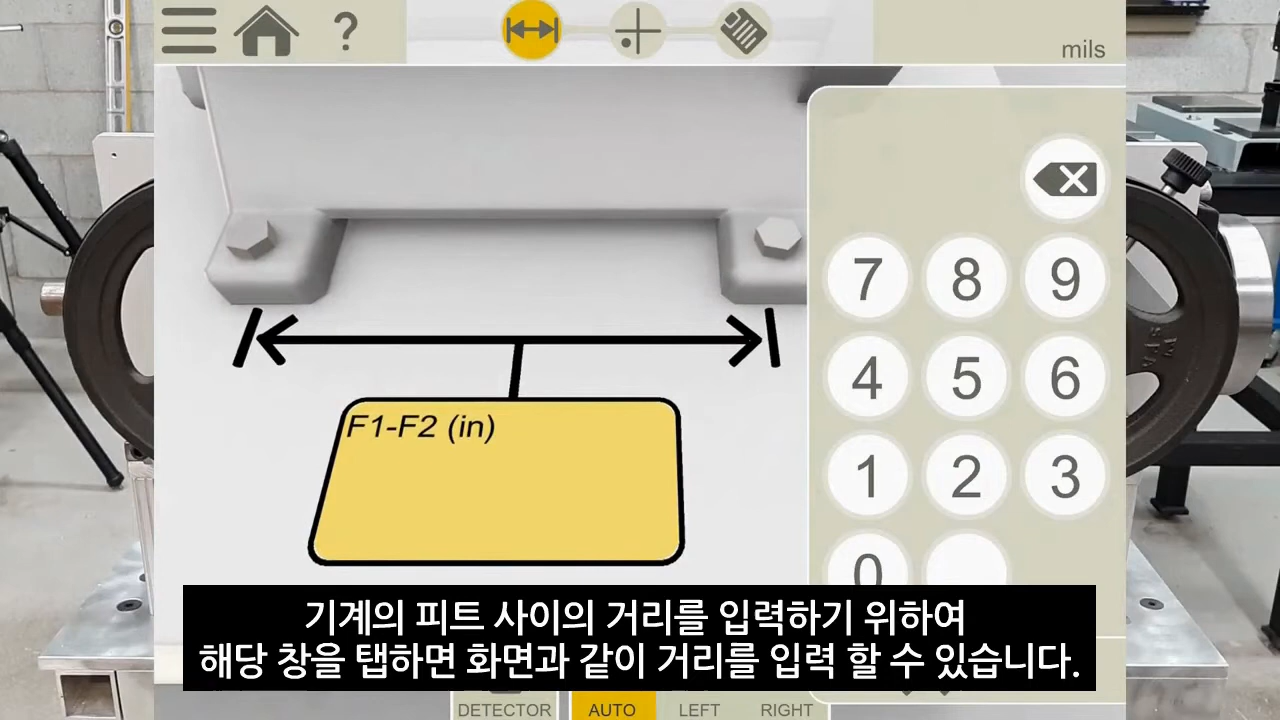 ?
mils
7 8 9
F1-F2 (in)
4 5 6
1 2 3
0
기계의 피트 사이의 거리를 입력하기 위하여
해당 창을 탭하면 화면과 같이 거리를 입력 할 수 있습니다.
DETECTOR AUTO LEFT RIGHT